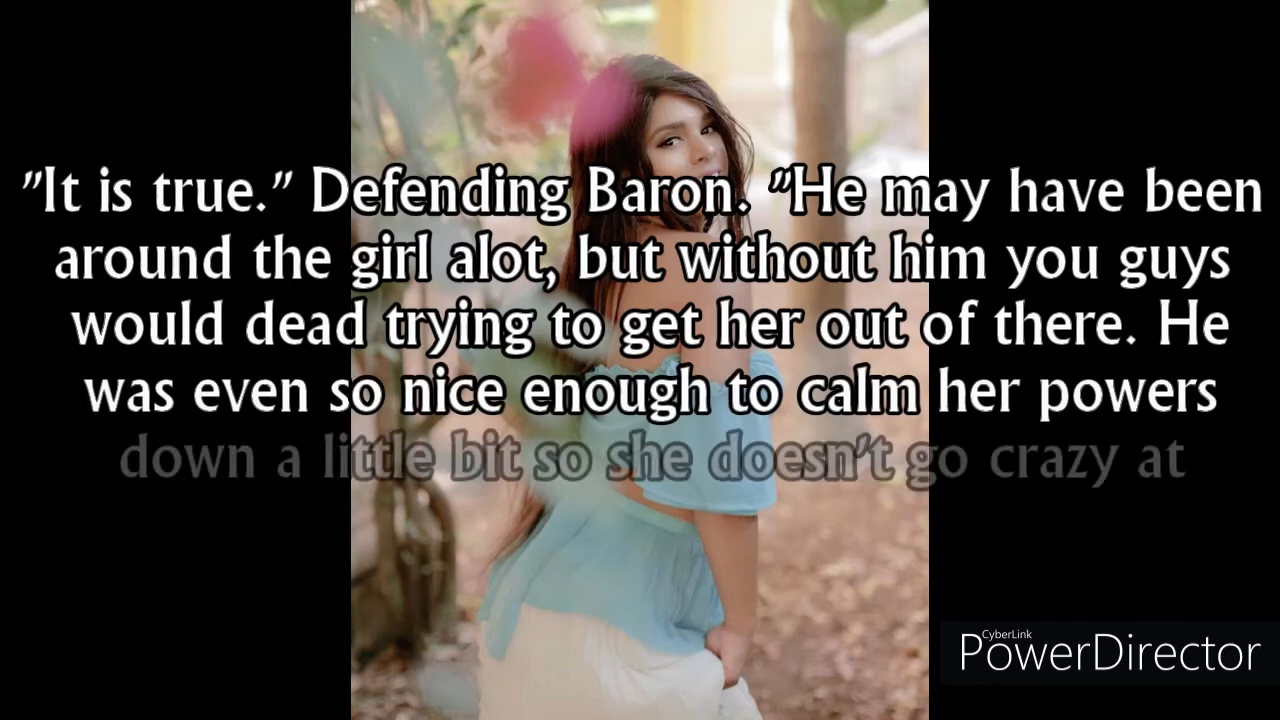 "It is true." Defending Baron. "He may have been
around the girl alot, but without him you guys
would dead trying to get her out of there. He
was even so nice enough to calm her powers
down a little bit so she doesn't go crazy at
CyberLink
PowerDirector